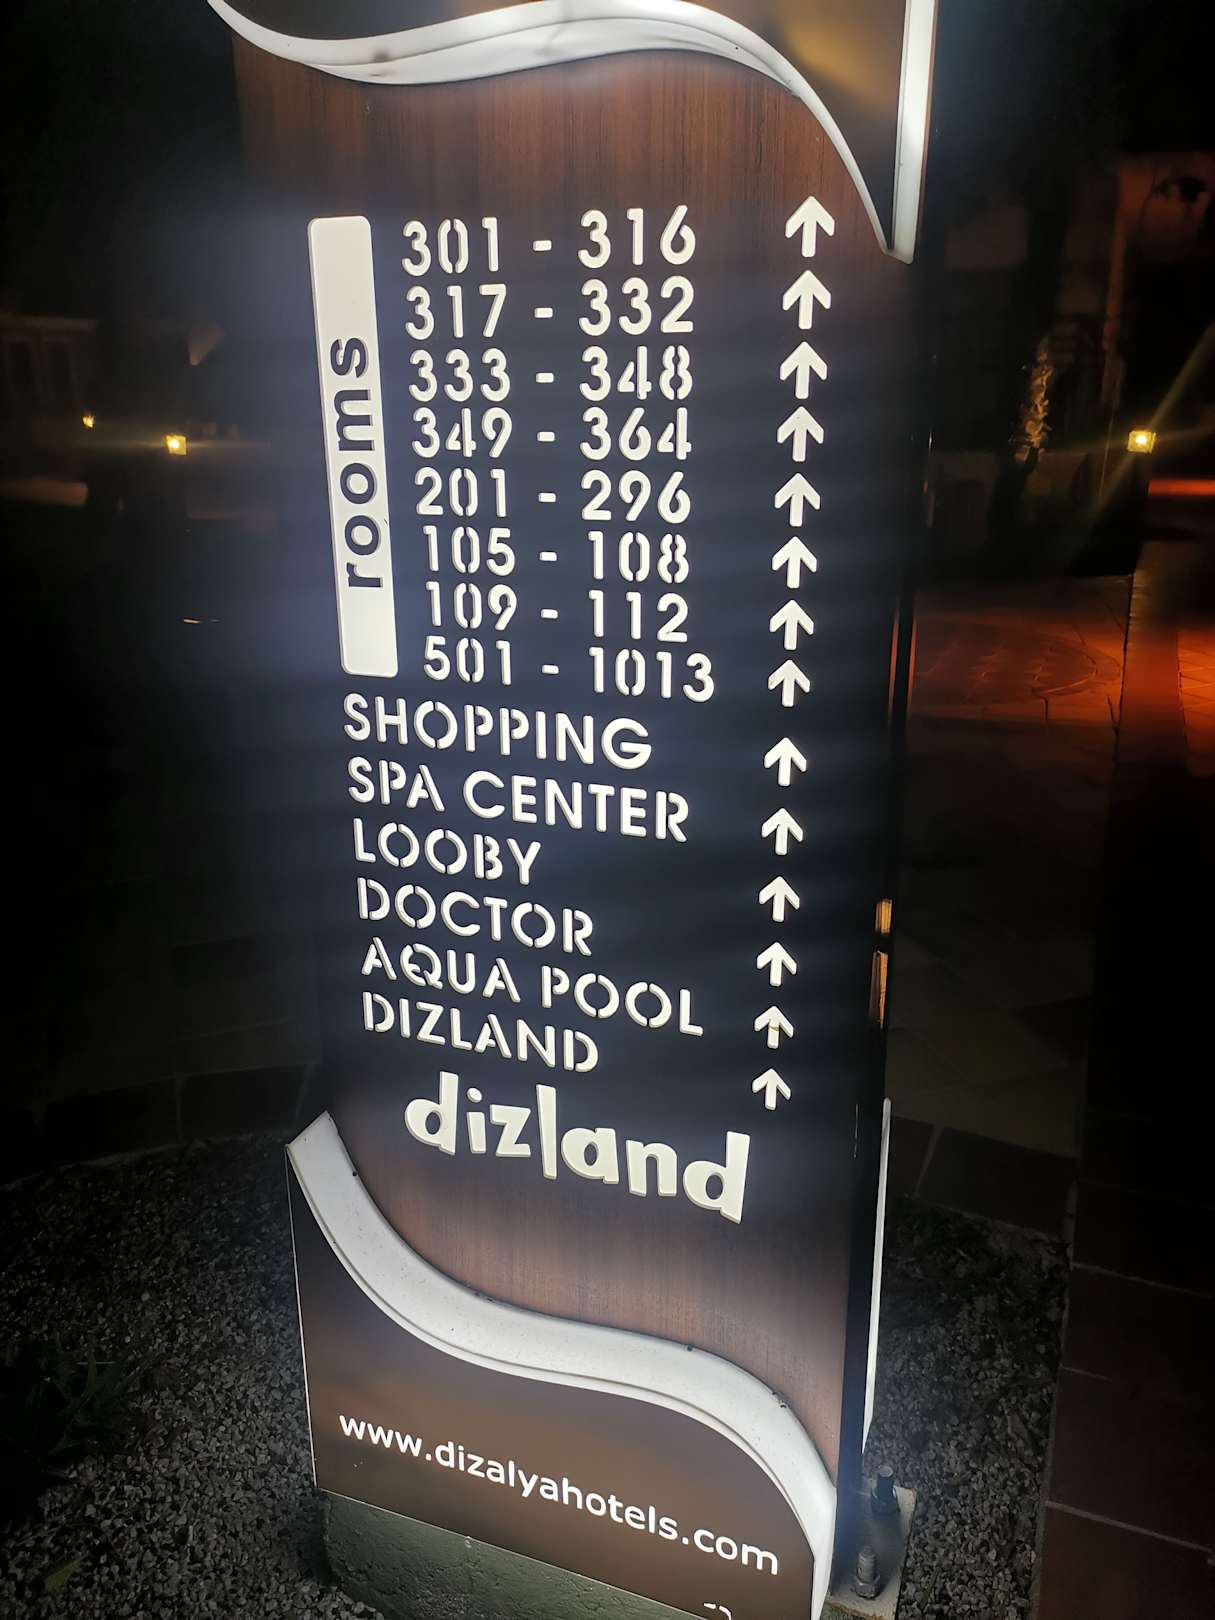 rooms
301 - 316 ↑
317 - 332 ↑
333 - 348 ↑
349 - 364 ↑
201 - 296 ↑
105 - 108 ↑
109 - 112 ↑
501 - 1013 ↑
SHOPPING ↑
SPA CENTER ↑
LOOBY ↑
DOCTOR ↑
AQUA POOL ↑
DIZLAND ↑
dizland
www.dizalyahotels.com